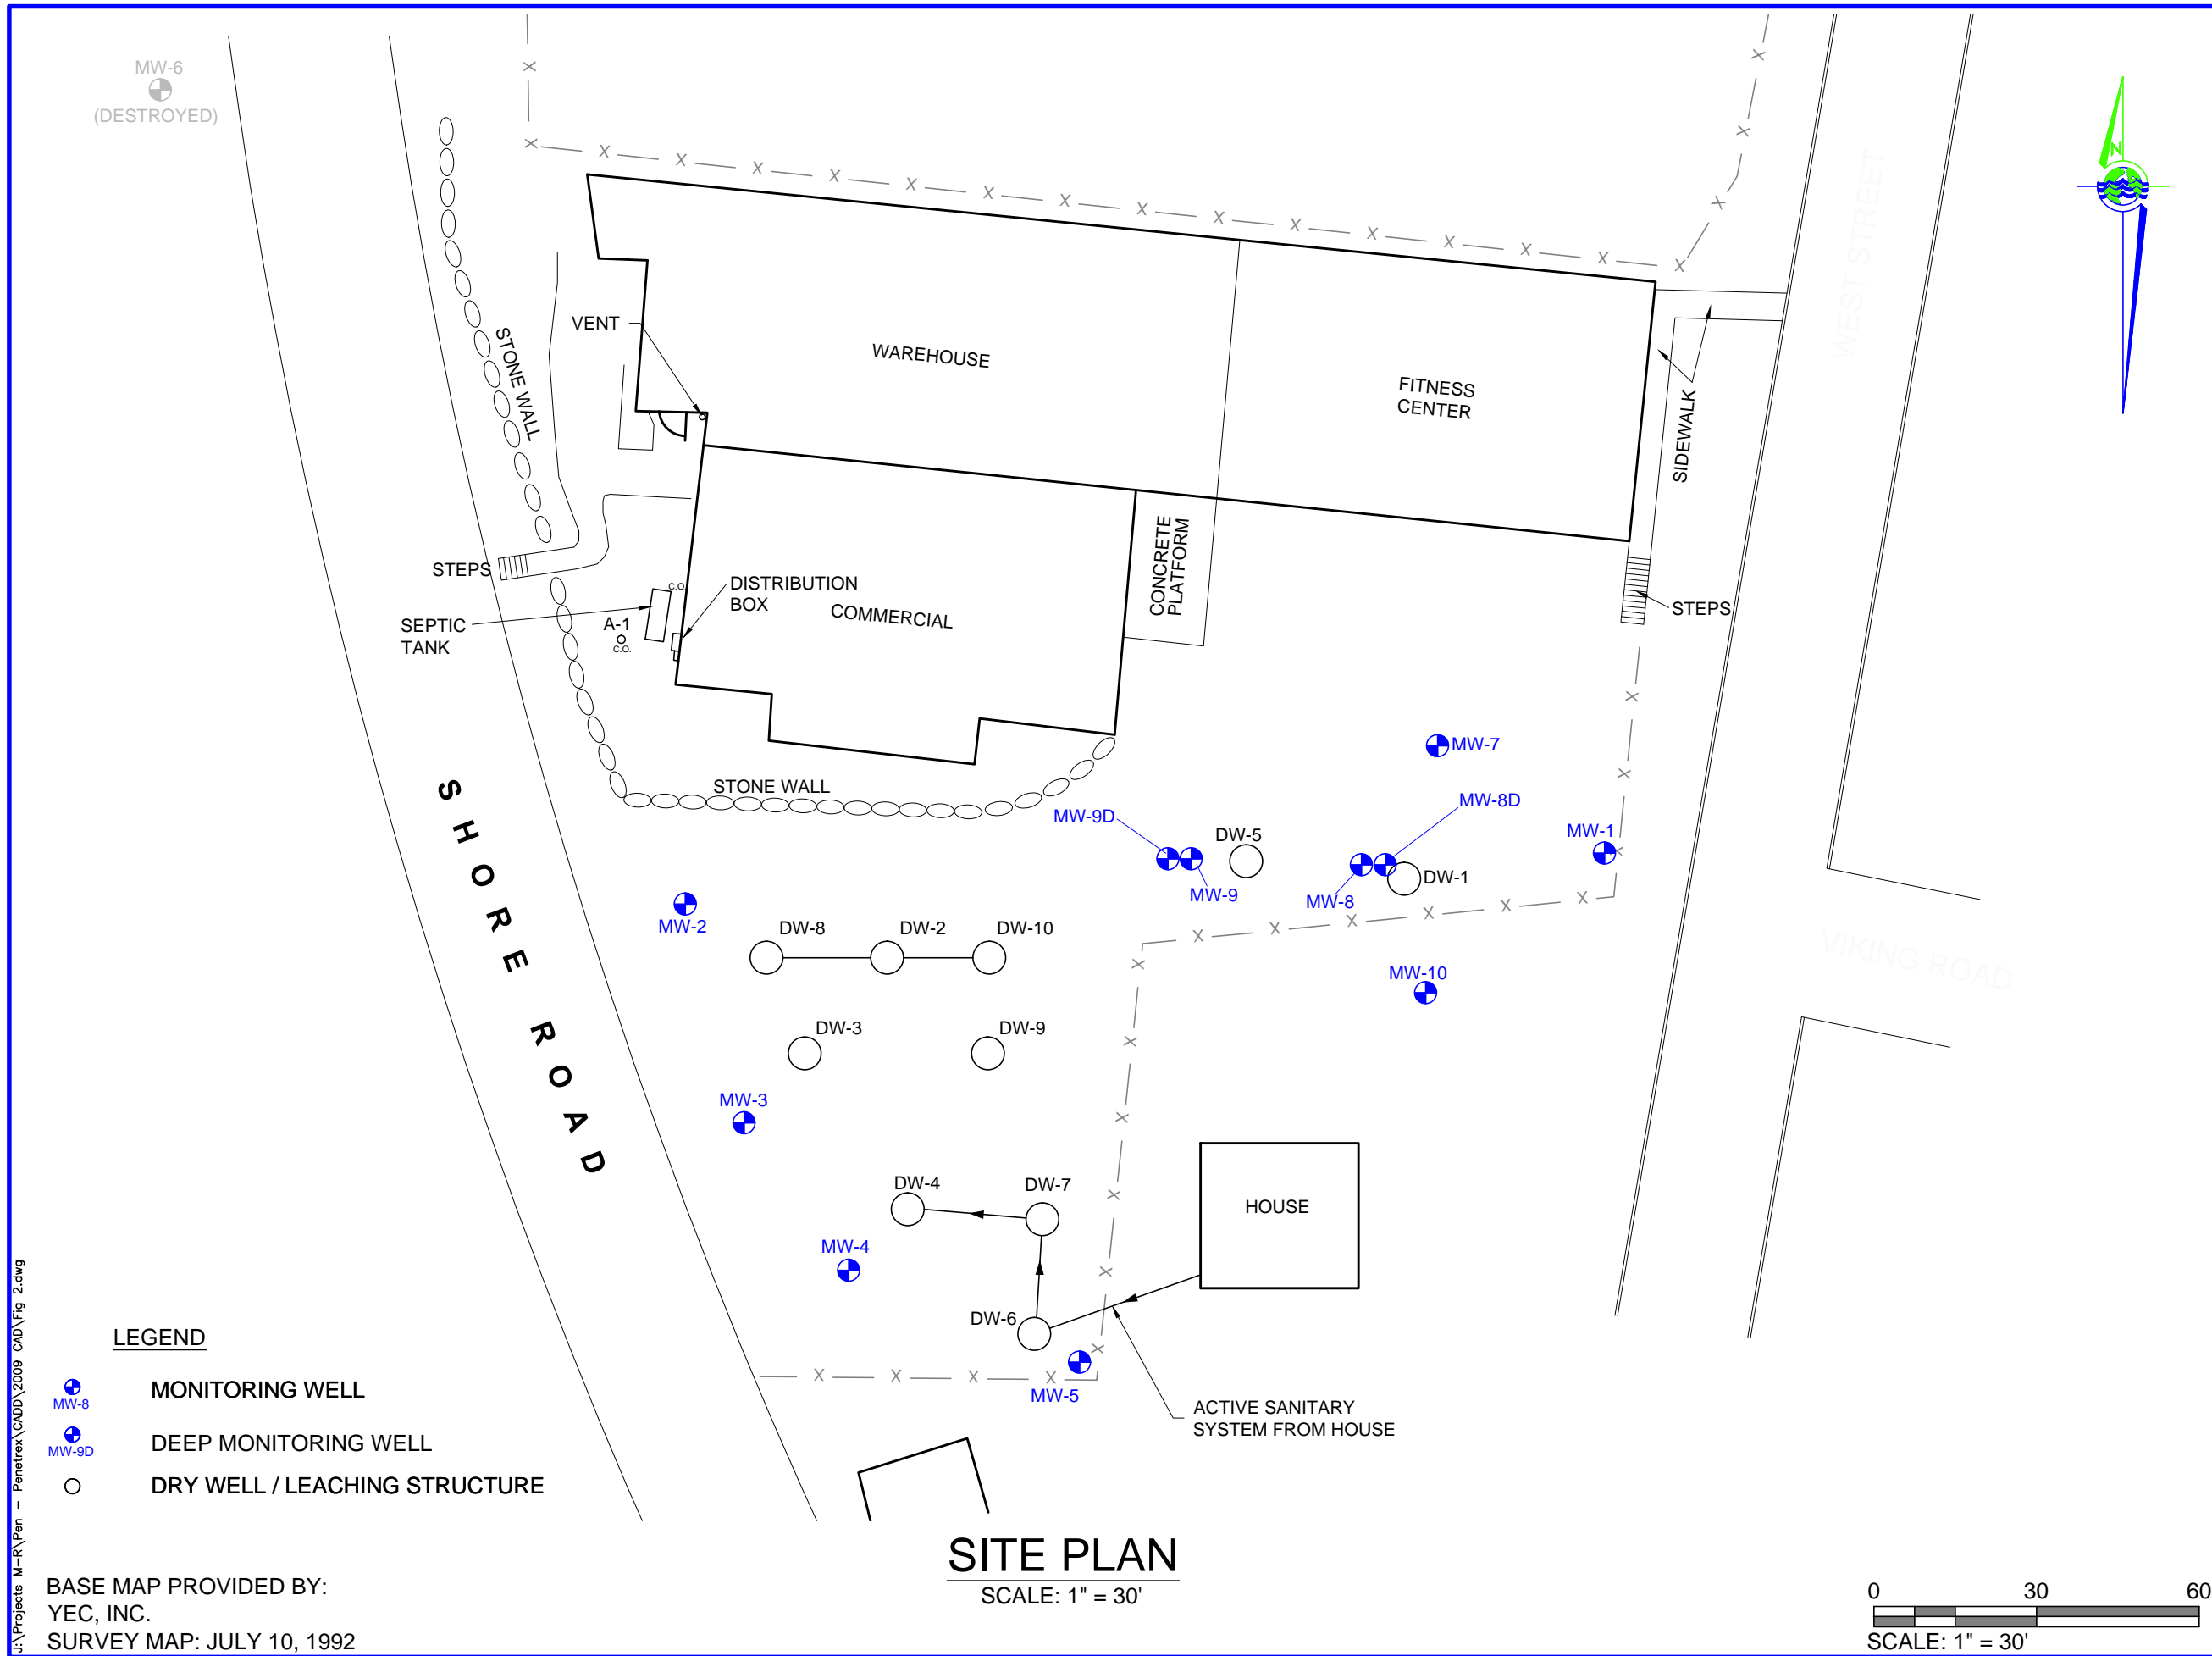 MW-6
(DESTROYED)
N
WEST STREET
STONE WALL
VENT
WAREHOUSE
FITNESS
CENTER
SIDEWALK
STEPS
SEPTIC
TANK
C.O.
A-1
C.O.
DISTRIBUTION
BOX
COMMERCIAL
CONCRETE
PLATFORM
STEPS
STONE WALL
SHORE ROAD
MW-7
MW-9D
DW-5
MW-8D
MW-1
MW-9
MW-8
DW-1
MW-2
DW-8
DW-2
DW-10
VIKING ROAD
MW-10
DW-3
DW-9
MW-3
DW-4
DW-7
HOUSE
MW-4
DW-6
MW-5
ACTIVE SANITARY
SYSTEM FROM HOUSE
LEGEND
MW-8
MONITORING WELL
MW-9D
DEEP MONITORING WELL
DRY WELL / LEACHING STRUCTURE
SITE PLAN
SCALE: 1" = 30'
BASE MAP PROVIDED BY:
YEC, INC.
SURVEY MAP: JULY 10, 1992
0 30 60
SCALE: 1" = 30'
J:\Projects M-R\Pen - Penetrex\CADD\2009 CAD\Fig 2.dwg